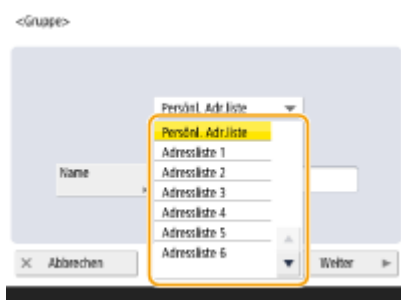 <Gruppe>
Persönl. Adr.liste
Persönl. Adr.liste
Adressliste 1
Adressliste 2
Name
Adressliste 3
Adressliste 4
Adressliste 5
Adressliste 6
Abbrechen
Weiter